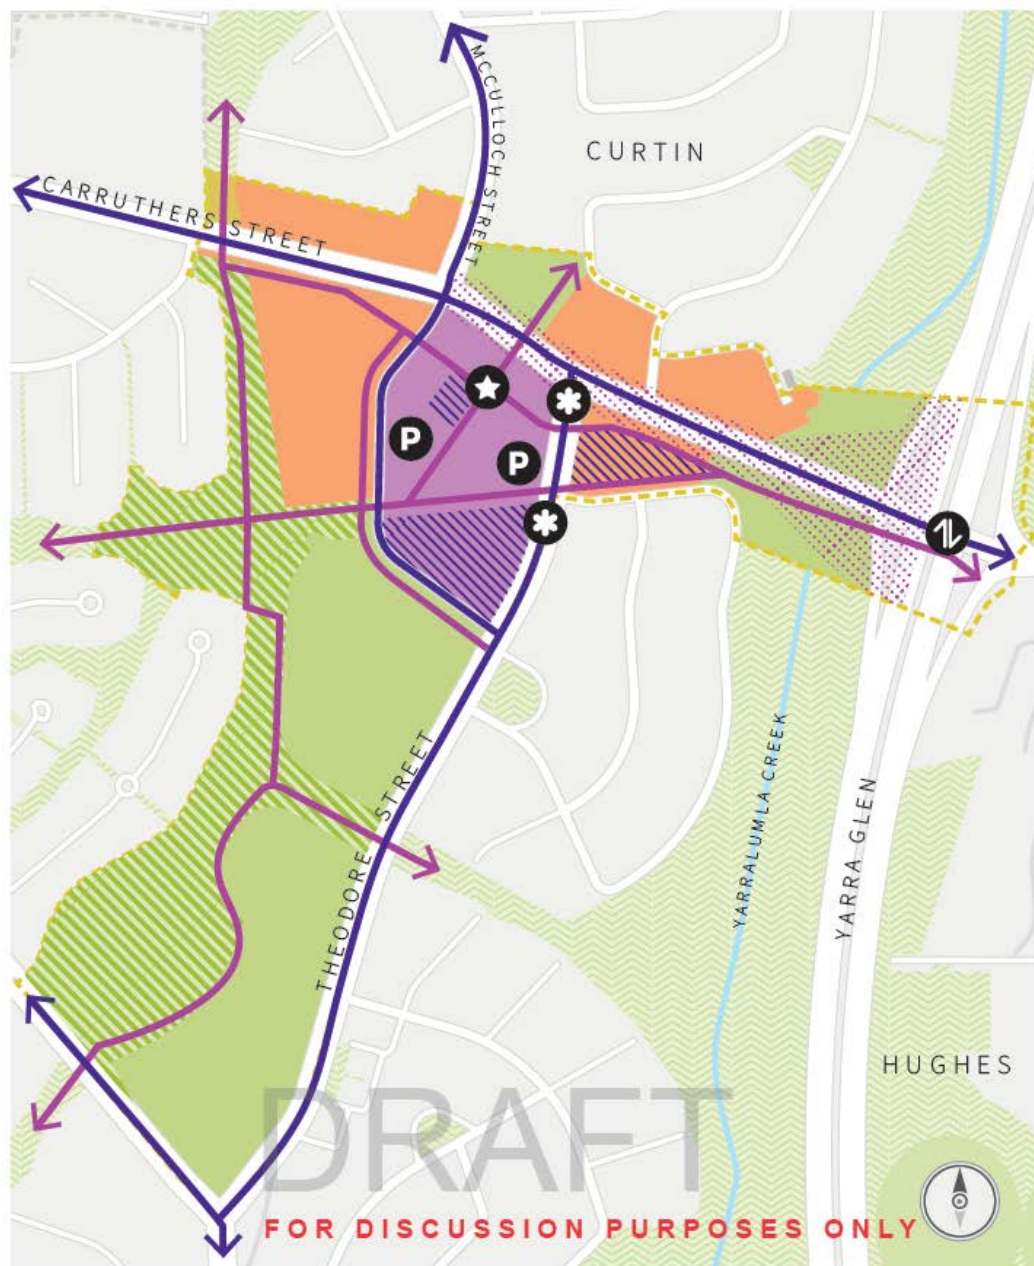 MCCULLOCH STREET
CURTIN
CARRUTHERS STREET
P
P
THEODORE STREET
YARRALUMLA CREEK
YARRA GLEN
HUGHES
DRAFT
FOR DISCUSSION PURPOSES ONLY